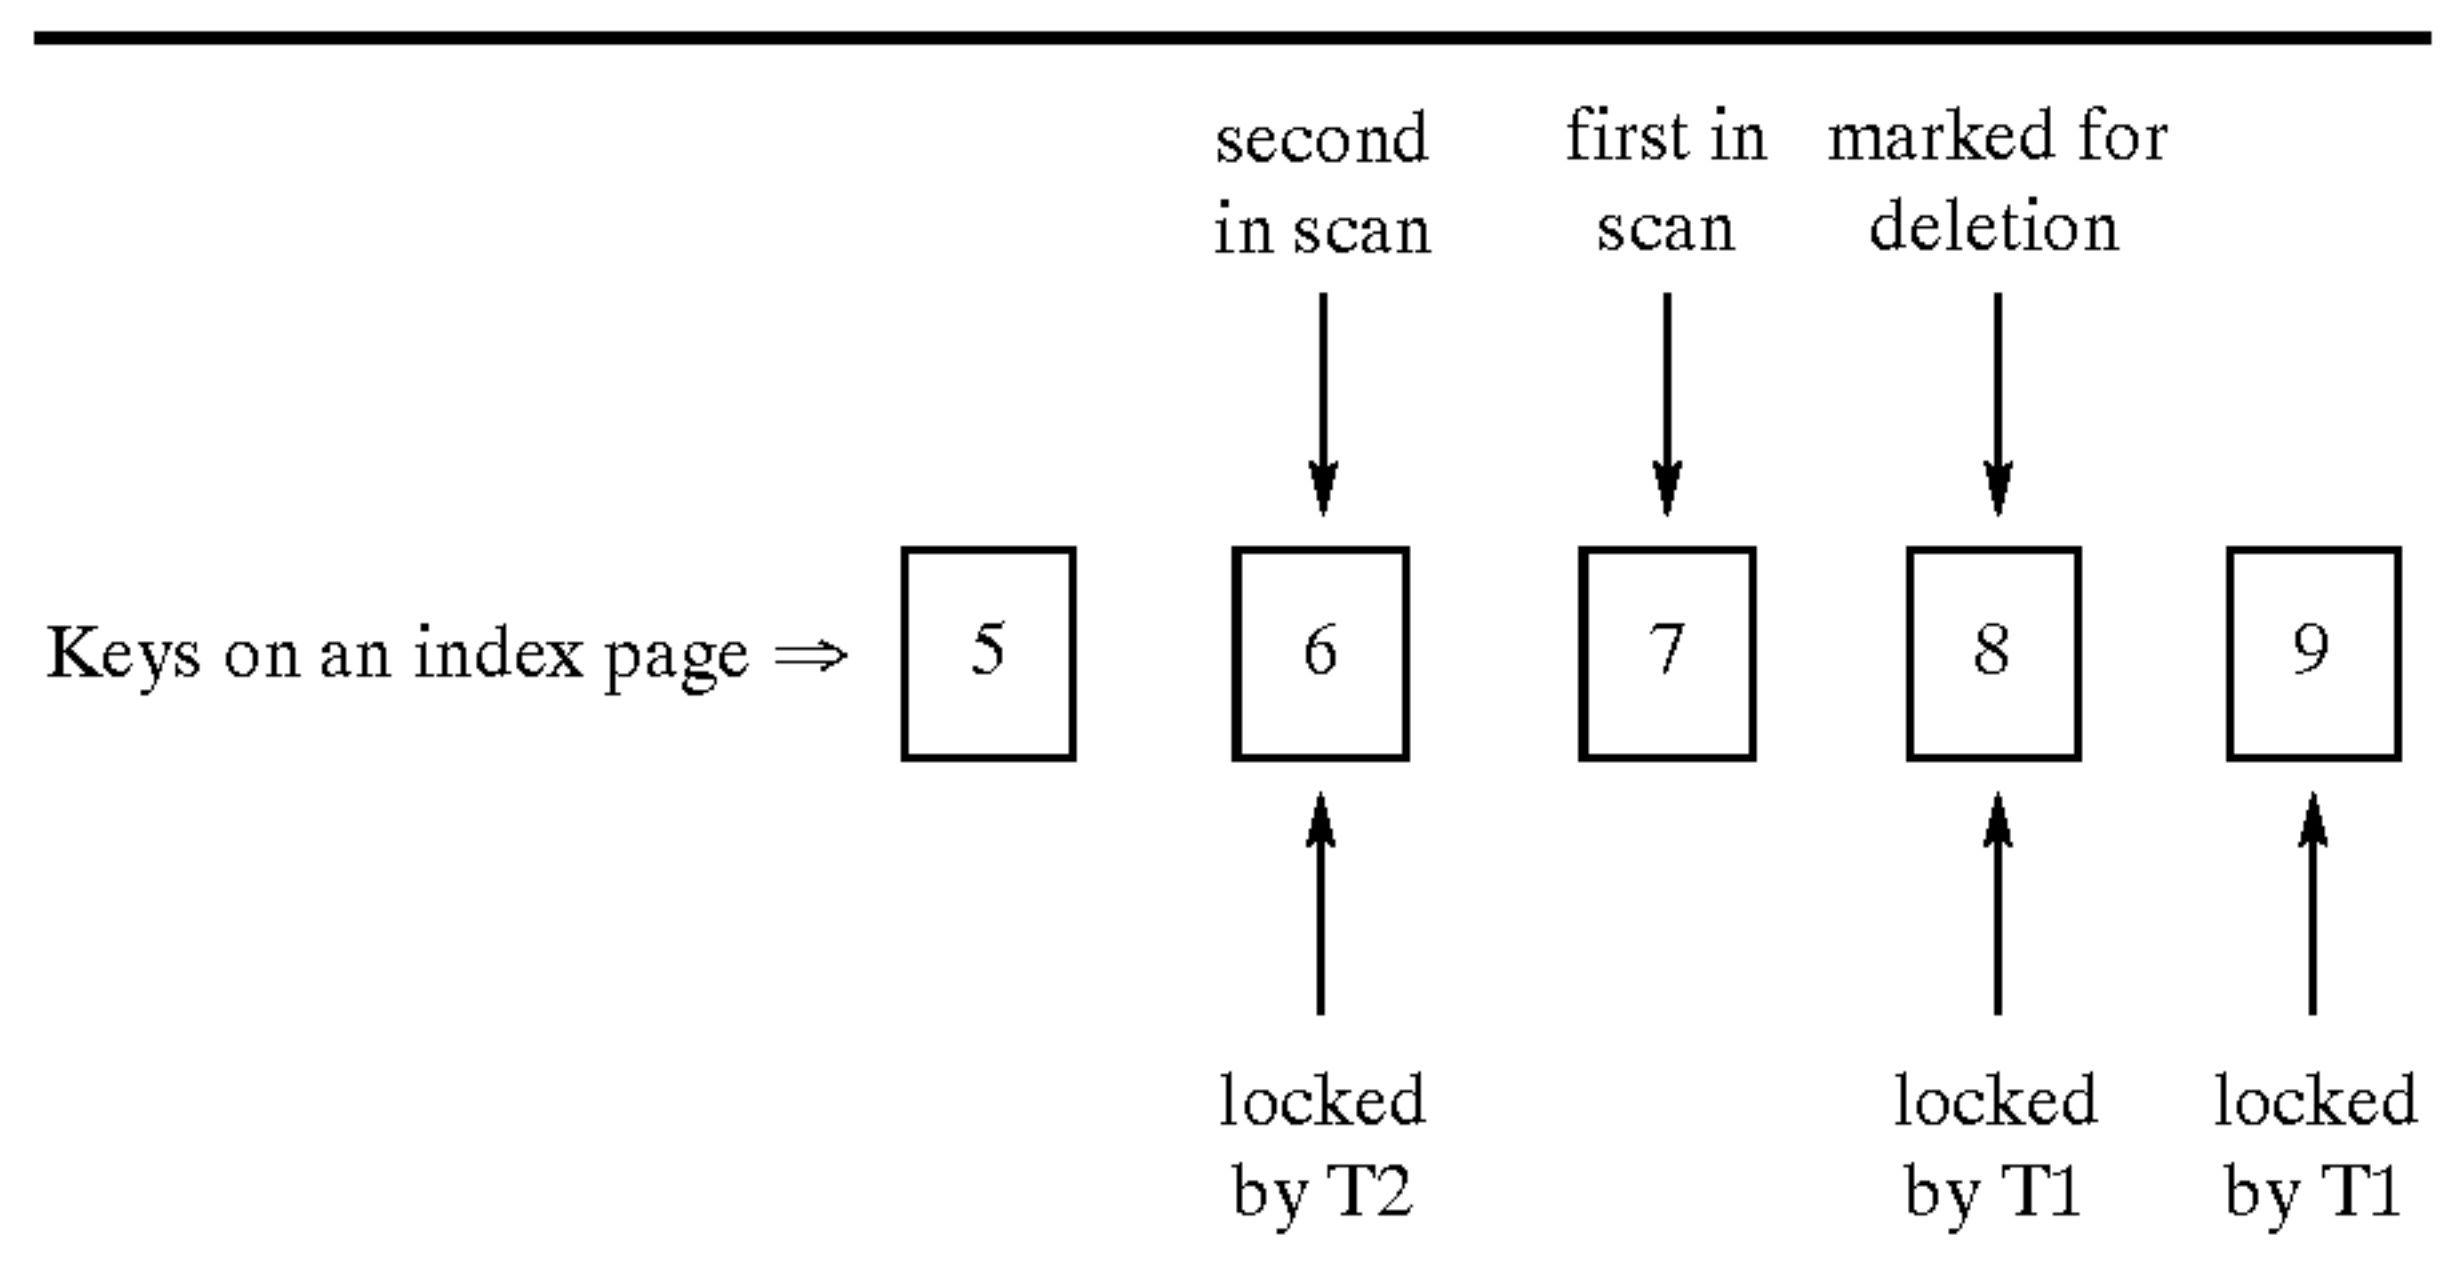 second
in scan
first in
scan
marked for
deletion
Keys on an index page ⇒ 5 6 7 8 9
locked
by T2
locked
by T1
locked
by T1